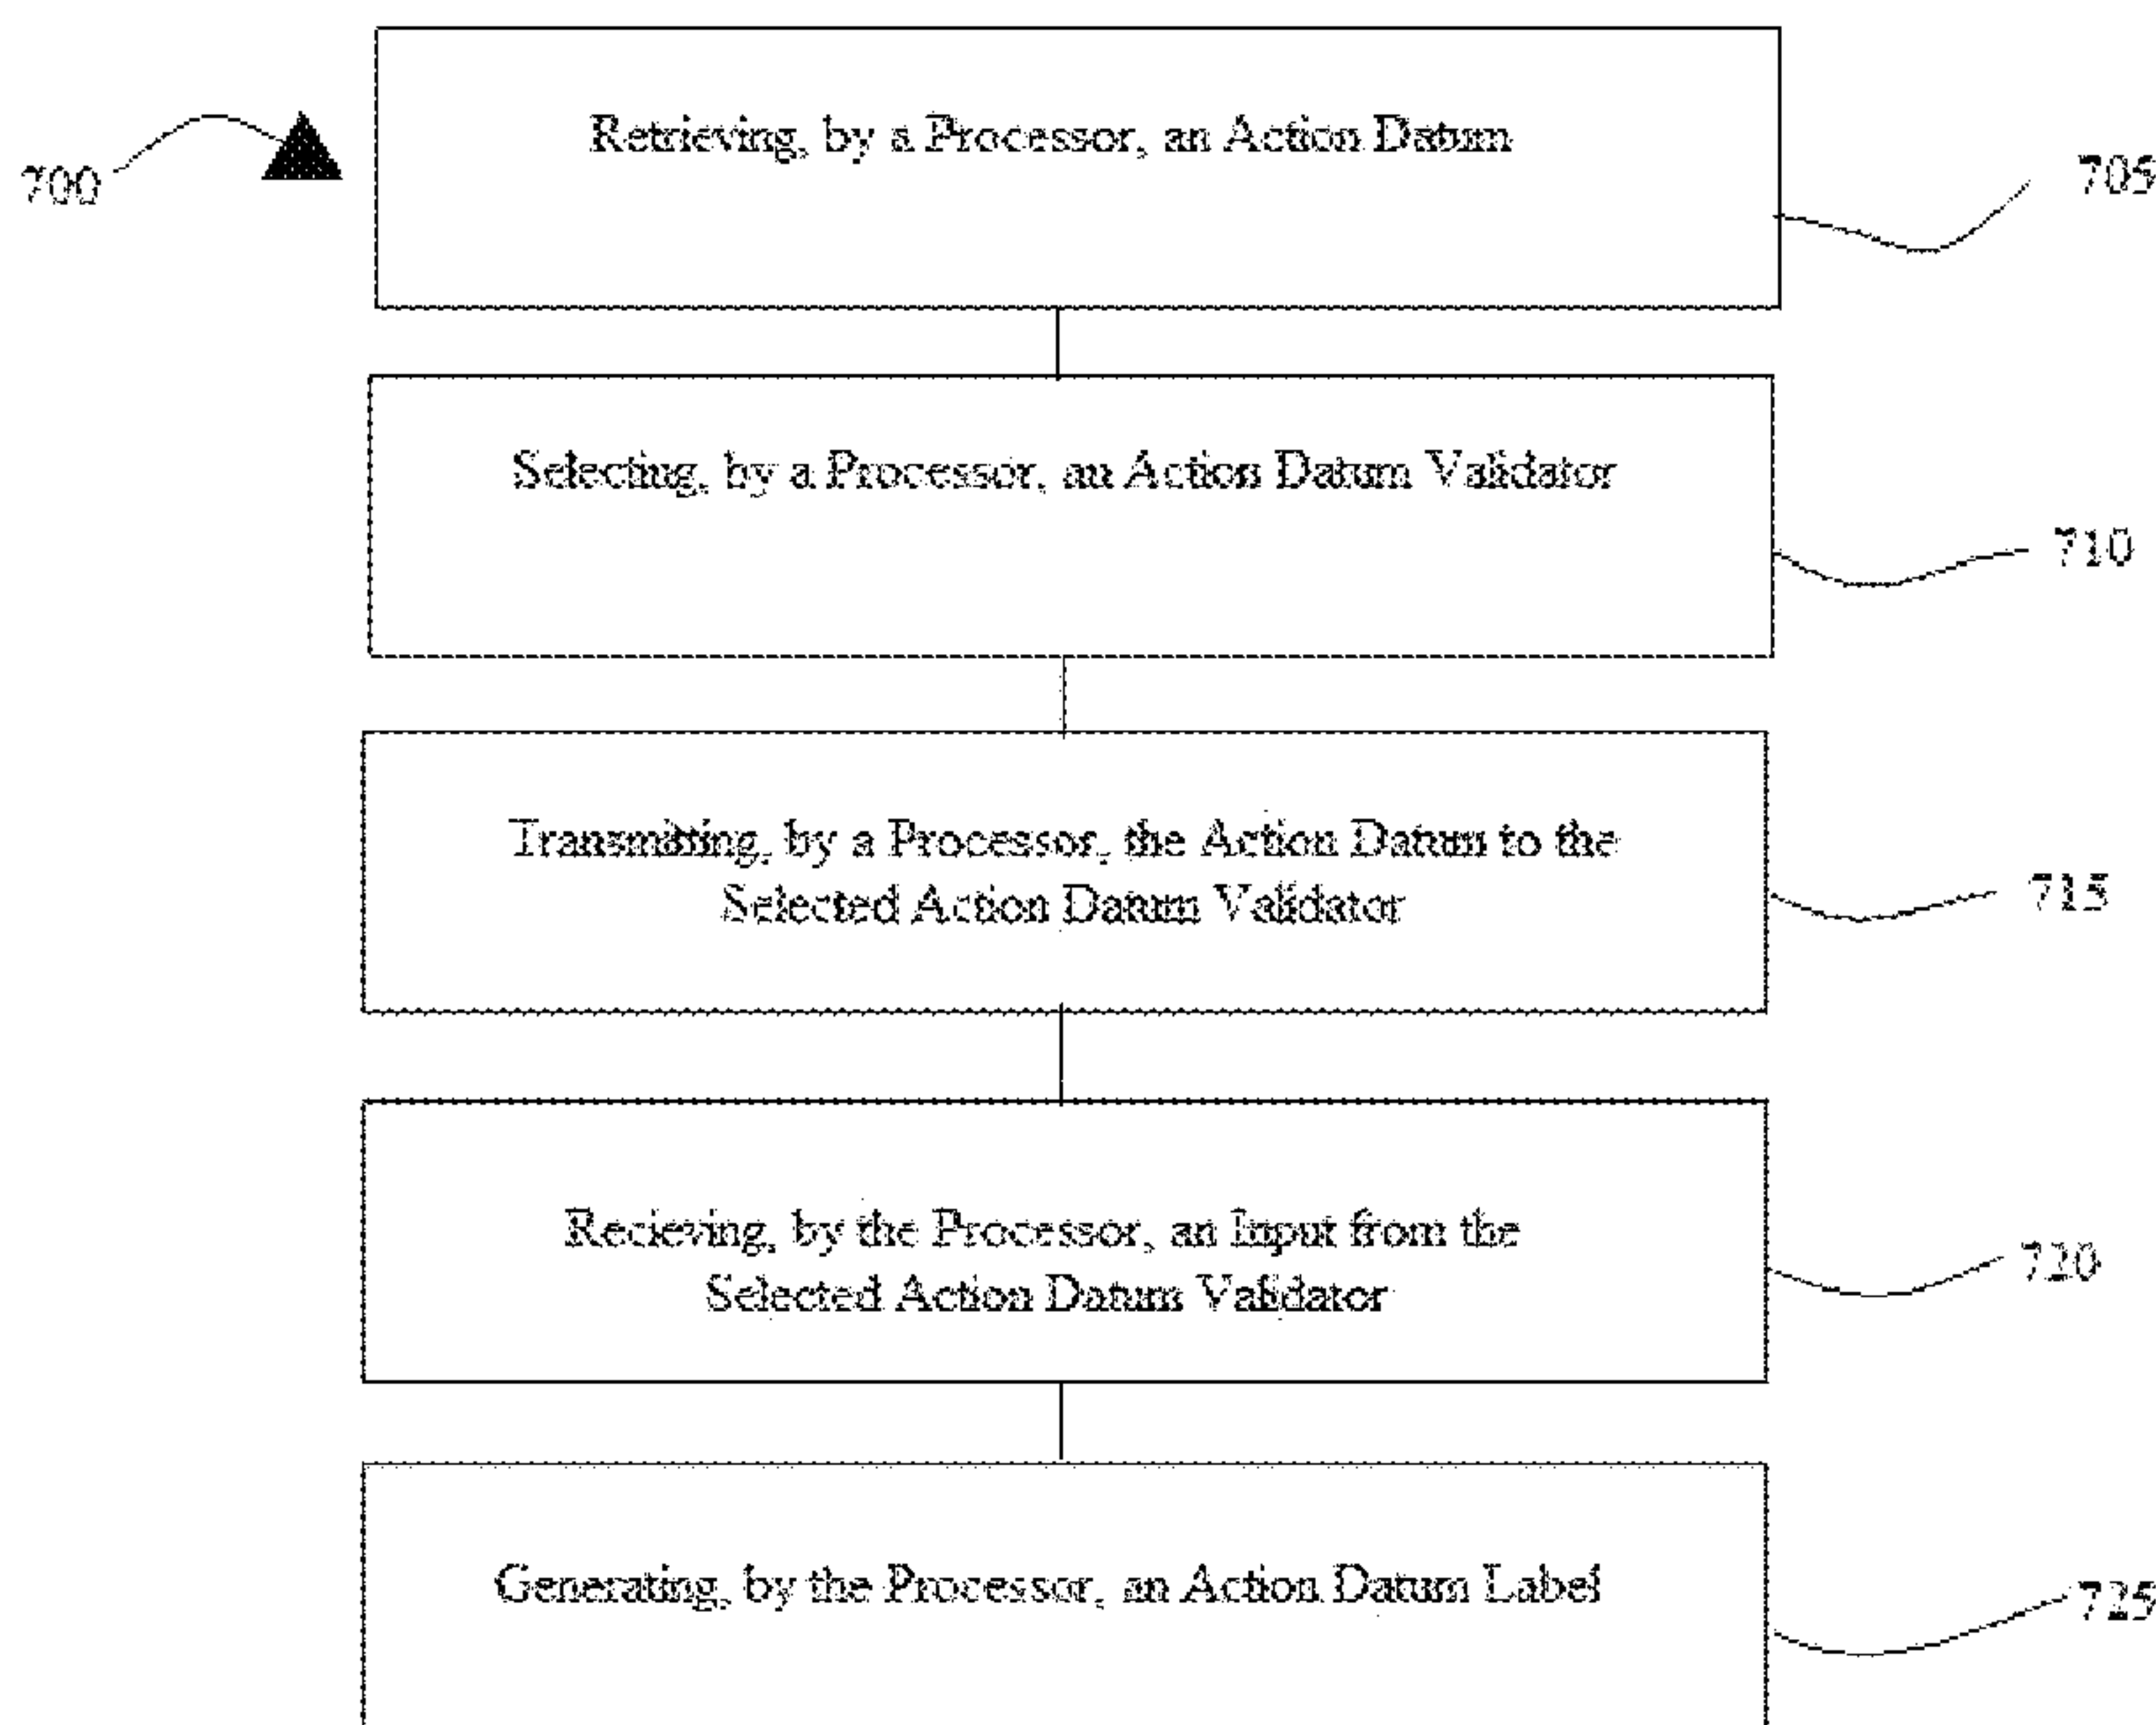 Retrieving, by a Processor, an Action Datum
700
705
Selecting, by a Processor, an Action Datum Validator
710
Transmitting, by a Processor, the Action Datum to the
Selected Action Datum Validator
715
Recieving, by the Processor, an Input from the
Selected Action Datum Validator
720
Generating, by the Processor, an Action Datum Label
725